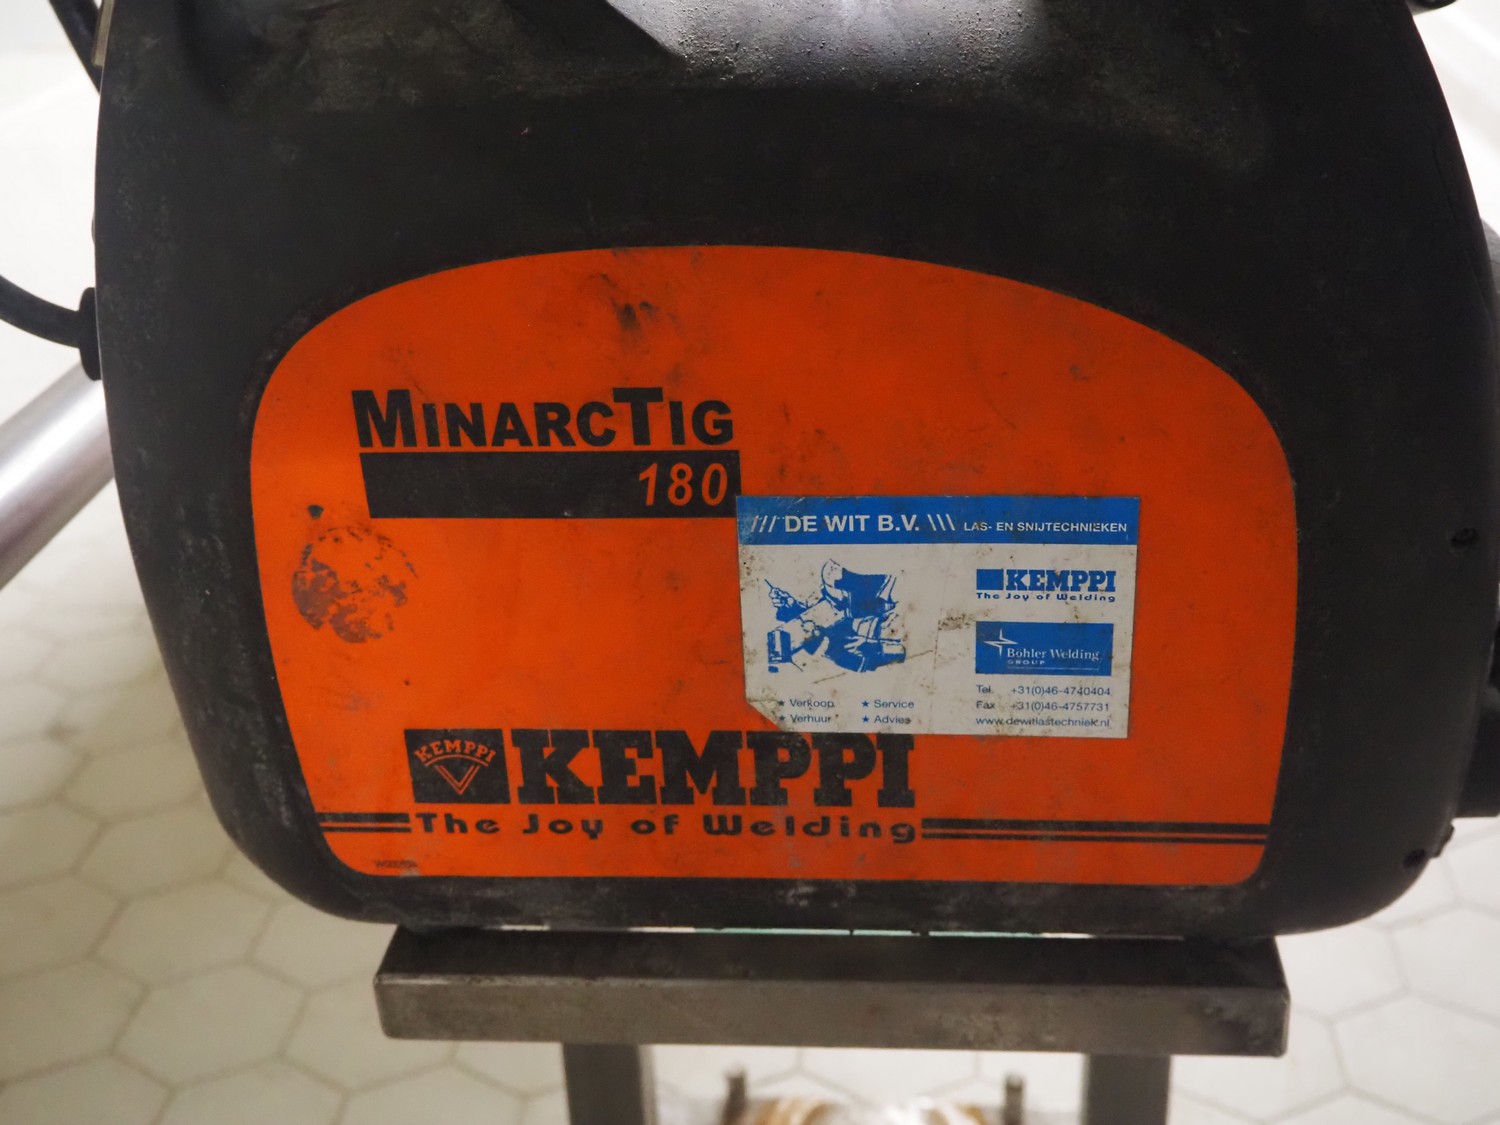 MINARCTIG
180
/// DE WIT B.V. \\\ LAS- EN SNIJTECHNIEKEN
KEMPPI
The Joy of Welding
Böhler Welding
GROUP
Tel. +31(0)46-4740404
Fax +31(0)46-4757731
www.dewitlastechniek.nl
★ Verkoop ★ Service
★ Verhuur ★ Advies
KEMPPI
KEMPPI
The Joy of Welding